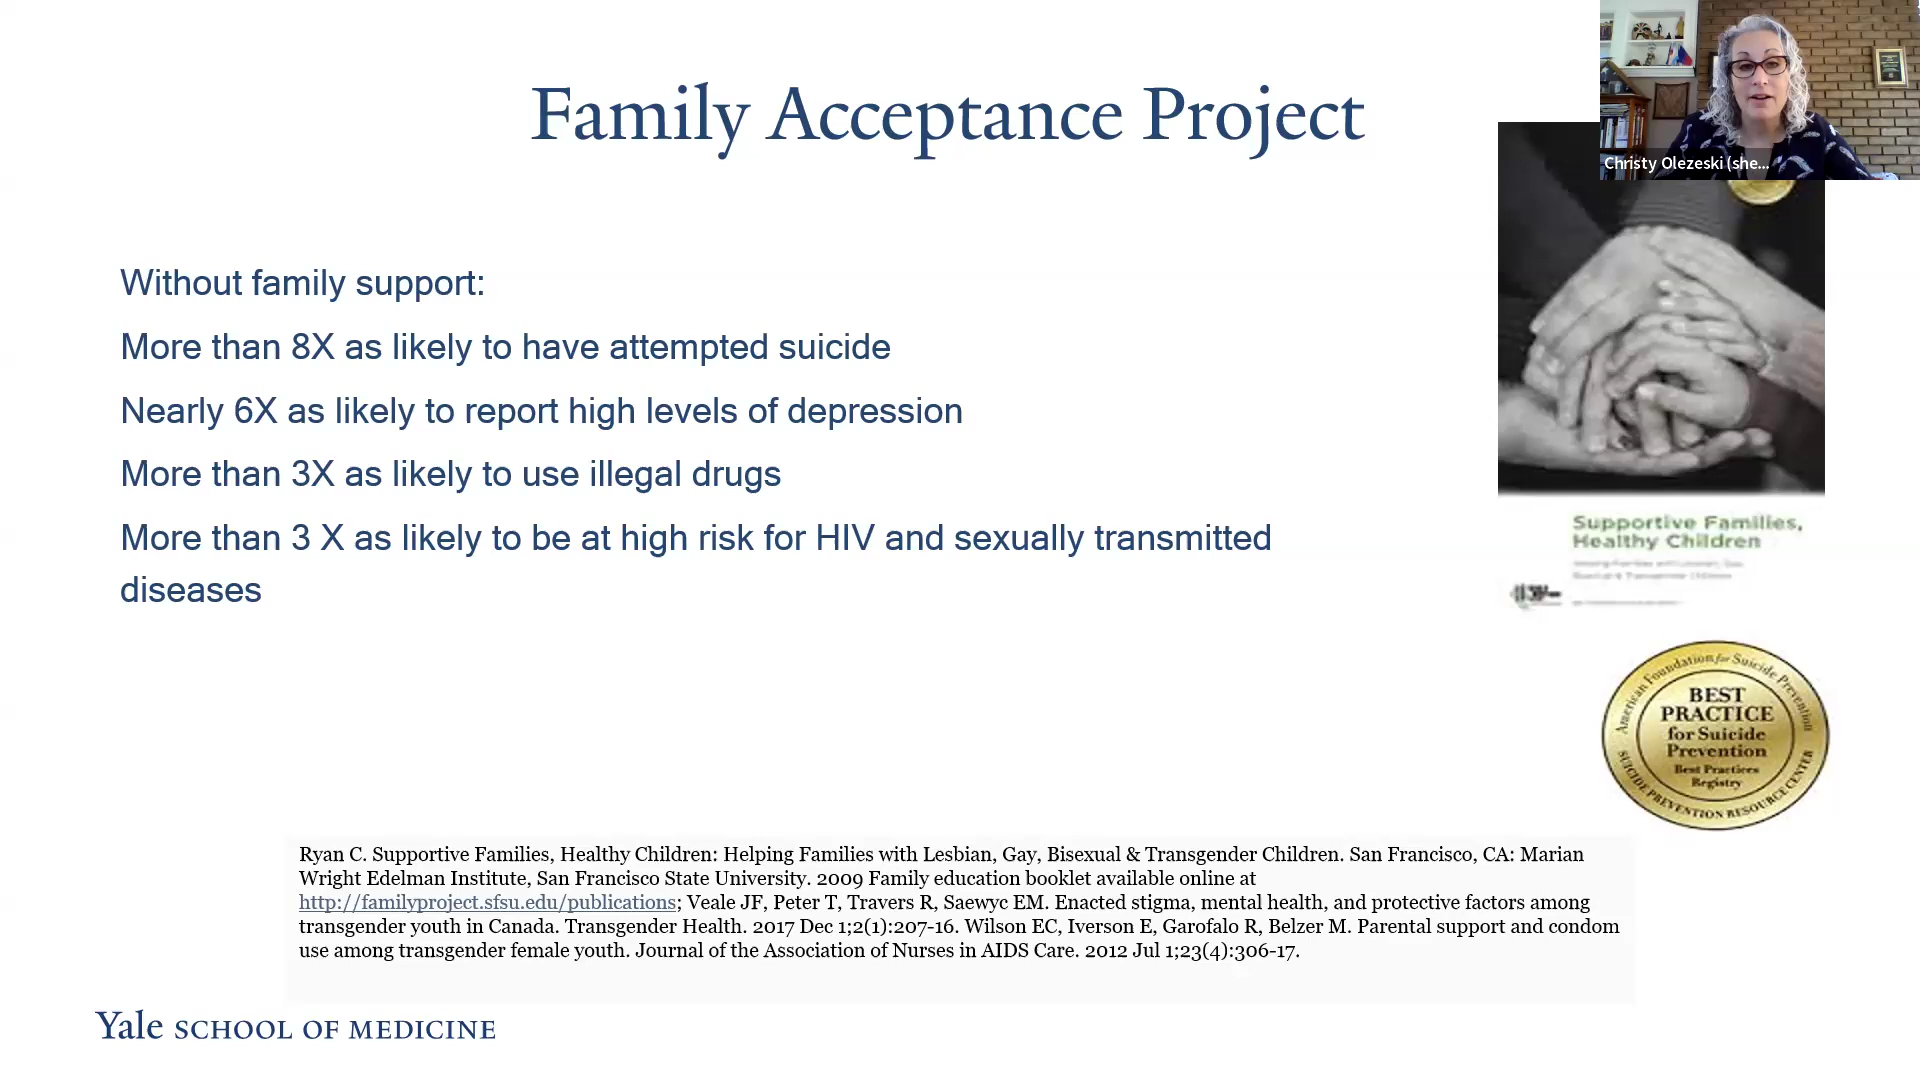 Family Acceptance Project
Christy Olezeski (she...
Without family support:
More than 8X as likely to have attempted suicide
Nearly 6X as likely to report high levels of depression
More than 3X as likely to use illegal drugs
More than 3 X as likely to be at high risk for HIV and sexually transmitted
diseases
Supportive Families,
Healthy Children
American Foundation for Suicide Prevention
BEST
PRACTICE
for Suicide
Prevention
Best Practices
Registry
SUICIDE PREVENTION RESOURCE CENTER
Ryan C. Supportive Families, Healthy Children: Helping Families with Lesbian, Gay, Bisexual & Transgender Children. San Francisco, CA: Marian
Wright Edelman Institute, San Francisco State University. 2009 Family education booklet available online at
http://familyproject.sfsu.edu/publications; Veale JF, Peter T, Travers R, Saewyc EM. Enacted stigma, mental health, and protective factors among
transgender youth in Canada. Transgender Health. 2017 Dec 1;2(1):207-16. Wilson EC, Iverson E, Garofalo R, Belzer M. Parental support and condom
use among transgender female youth. Journal of the Association of Nurses in AIDS Care. 2012 Jul 1;23(4):306-17.
Yale SCHOOL OF MEDICINE